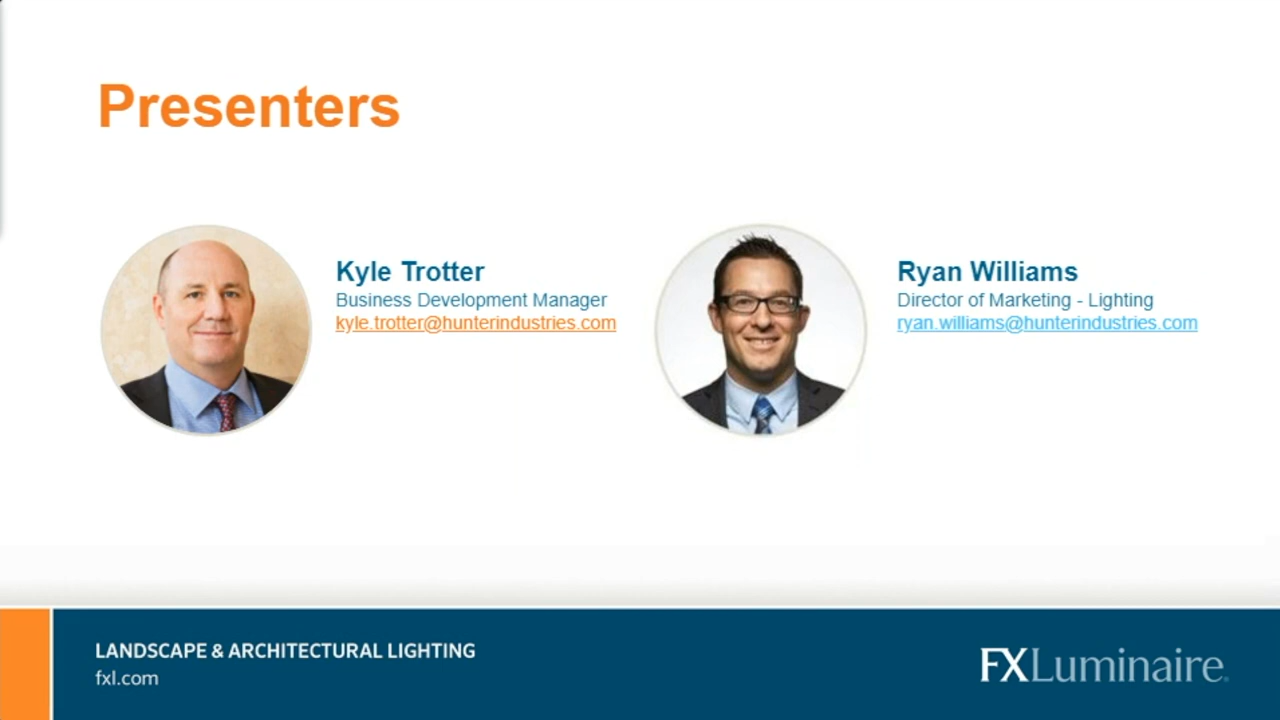 Presenters
Kyle Trotter
Business Development Manager
kyle.trotter@hunterindustries.com
Ryan Williams
Director of Marketing - Lighting
ryan.williams@hunterindustries.com
LANDSCAPE & ARCHITECTURAL LIGHTING
fxl.com
FXLuminaire.